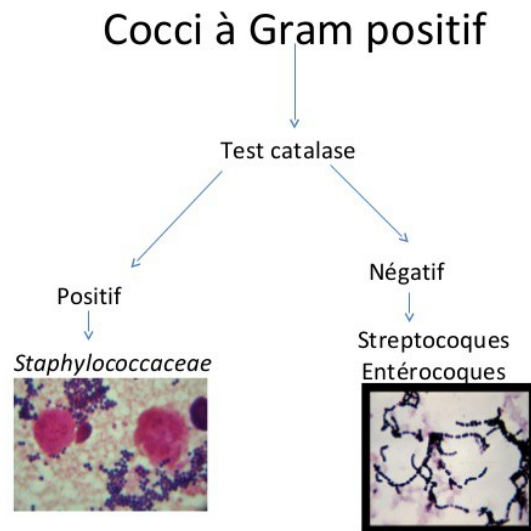 Cocci à Gram positif
Test catalase
Positif
Négatif
Staphylococcaceae
Streptocoques
Entérocoques